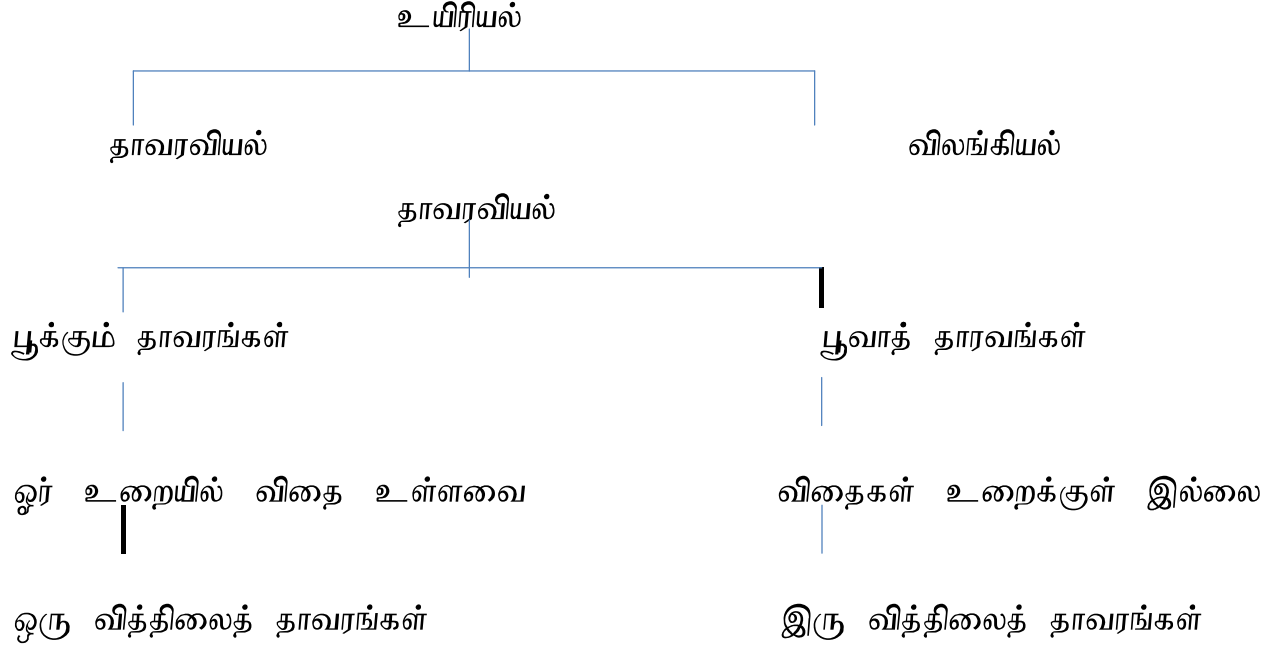 உயிரியல்
தாவரவியல் விலங்கியல்
தாவரவியல்
பூக்கும் தாவரங்கள் பூவாத் தாரவங்கள்
ஓர் உறையில் விதை உள்ளவை விதைகள் உறைக்குள் இல்லை
ஒரு வித்திலைத் தாவரங்கள் இரு வித்திலைத் தாவரங்கள்